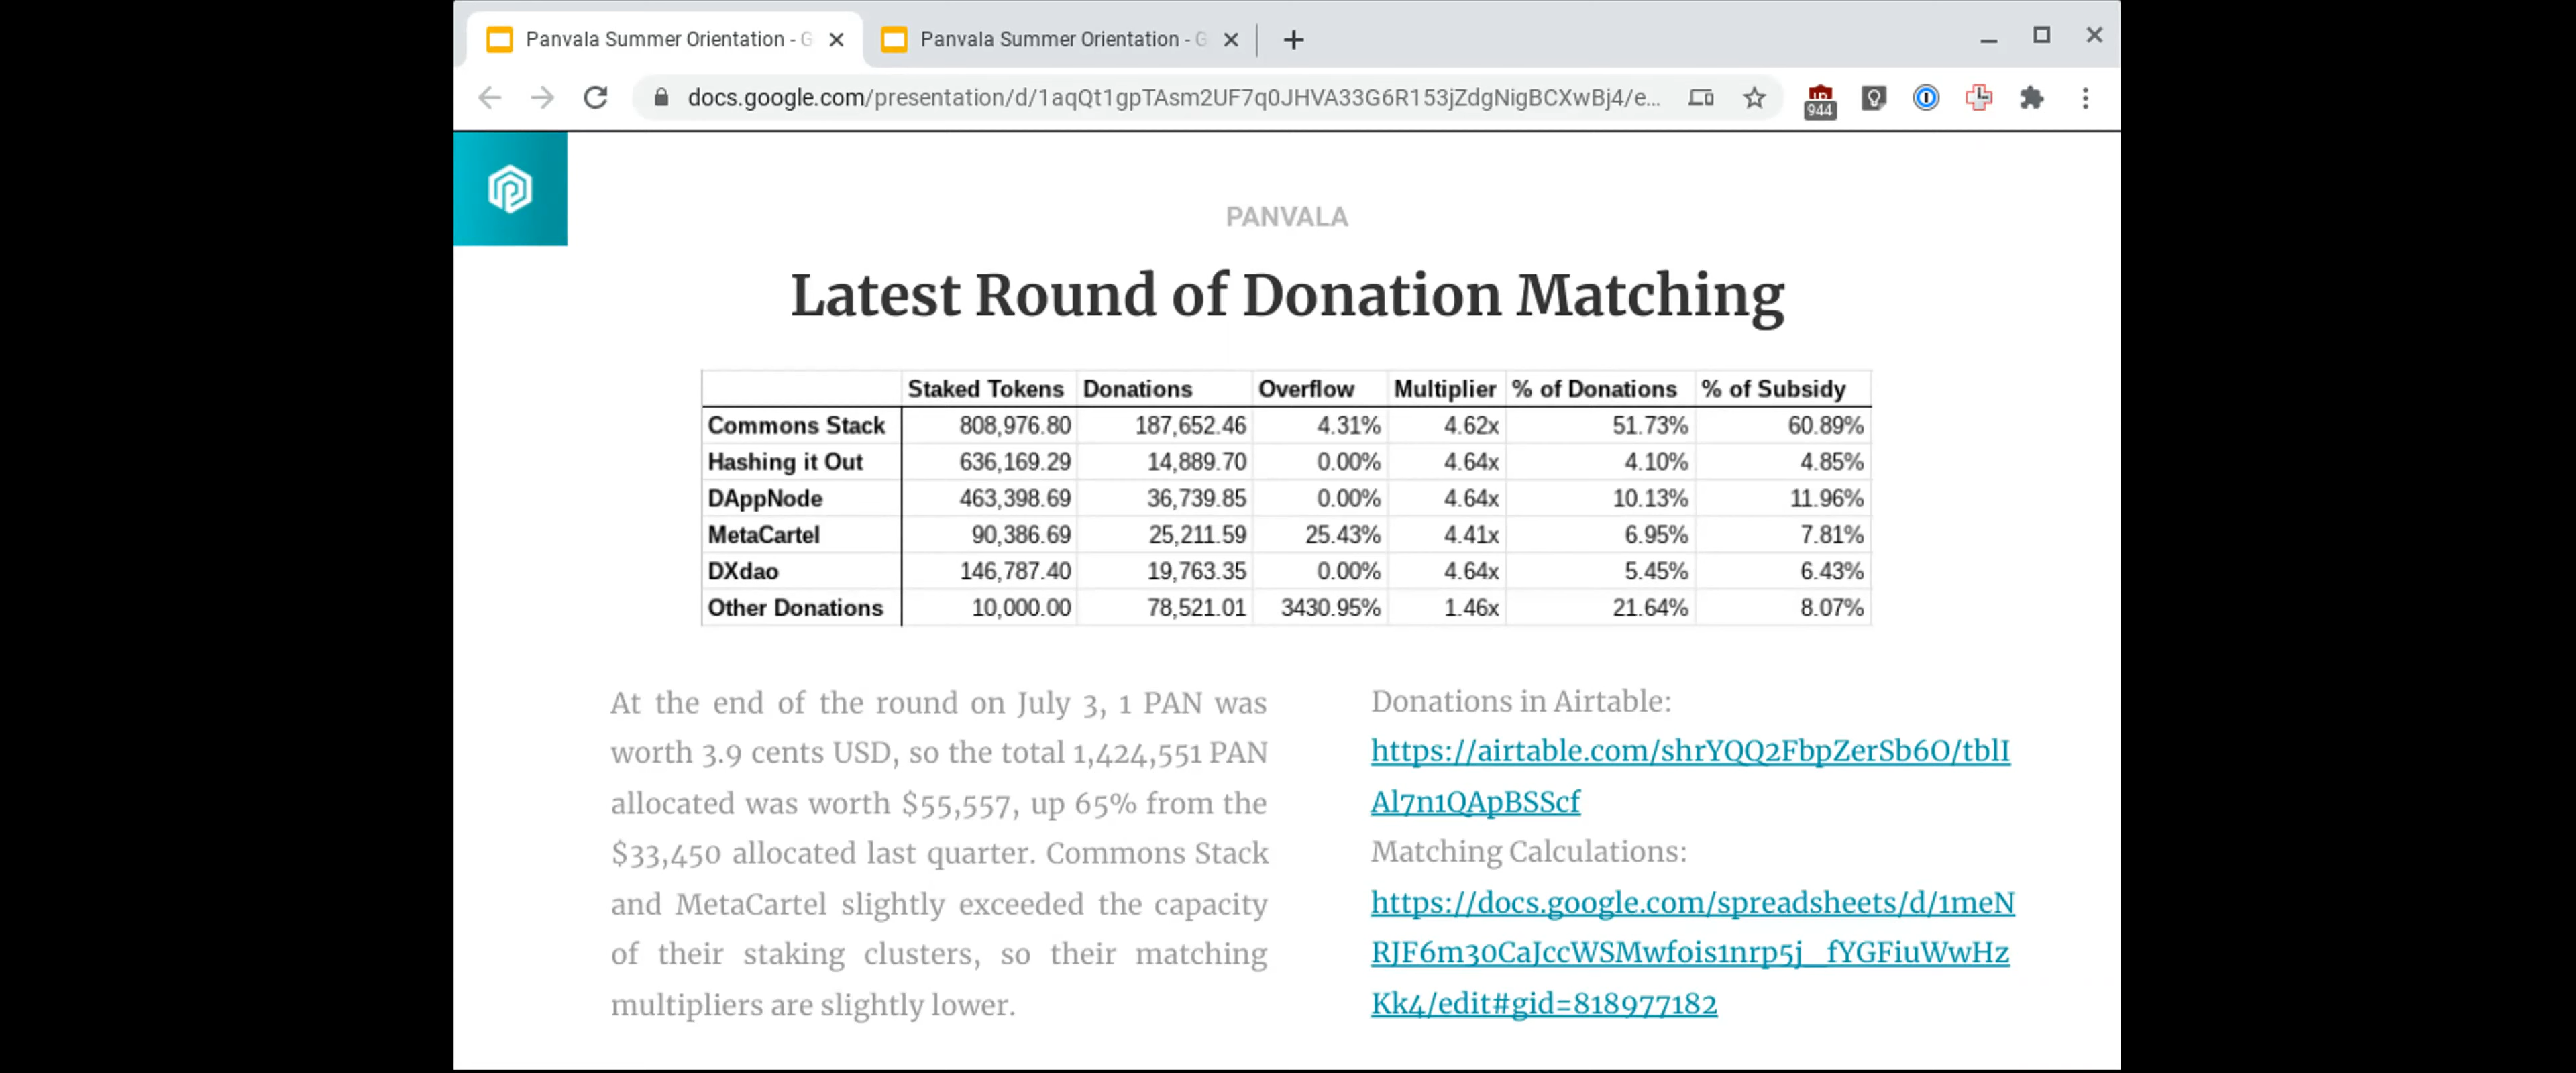 Panvala Summer Orientation - G
Panvala Summer Orientation - G
docs.google.com/presentation/d/1aqQt1gpTAsm2UF7q0JHVA33G6R153jZdgNigBCXwBj4/e...
944
PANVALA
Latest Round of Donation Matching
Staked Tokens Donations Overflow Multiplier % of Donations % of Subsidy
Commons Stack 808,976.80 187,652.46 4.31% 4.62x 51.73% 60.89%
Hashing it Out 636,169.29 14,889.70 0.00% 4.64x 4.10% 4.85%
DAppNode 463,398.69 36,739.85 0.00% 4.64x 10.13% 11.96%
MetaCartel 90,386.69 25,211.59 25.43% 4.41x 6.95% 7.81%
DXdao 146,787.40 19,763.35 0.00% 4.64x 5.45% 6.43%
Other Donations 10,000.00 78,521.01 3430.95% 1.46x 21.64% 8.07%
At the end of the round on July 3, 1 PAN was
worth 3.9 cents USD, so the total 1,424,551 PAN
allocated was worth $55,557, up 65% from the
$33,450 allocated last quarter. Commons Stack
and MetaCartel slightly exceeded the capacity
of their staking clusters, so their matching
multipliers are slightly lower.
Donations in Airtable:
https://airtable.com/shrYQQ2FbpZerSb6O/tblI
Al7n1QApBSScf
Matching Calculations:
https://docs.google.com/spreadsheets/d/1meN
RJF6m30CaJccWSMwfois1nrp5j_fYGFiuWwHz
Kk4/edit#gid=818977182